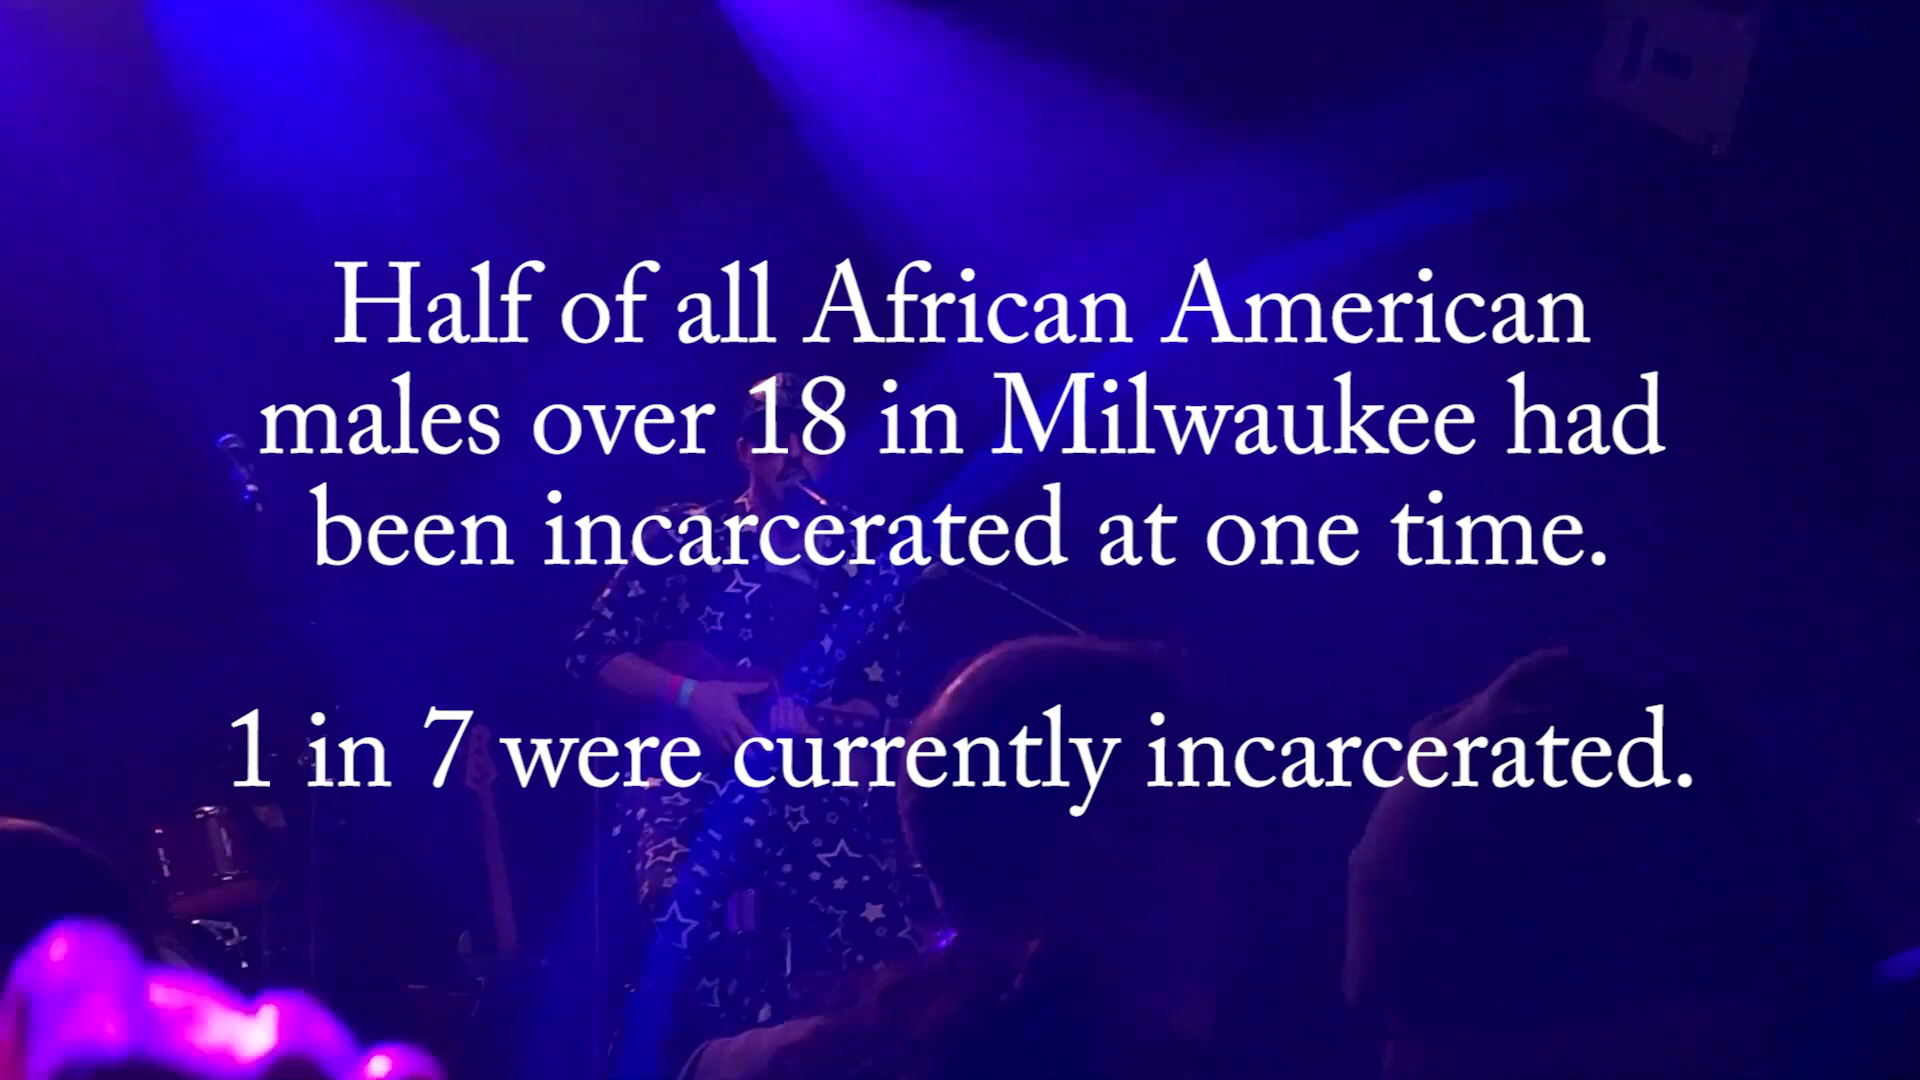 Half of all African American
males over 18 in Milwaukee had
been incarcerated at one time.
1 in 7 were currently incarcerated.